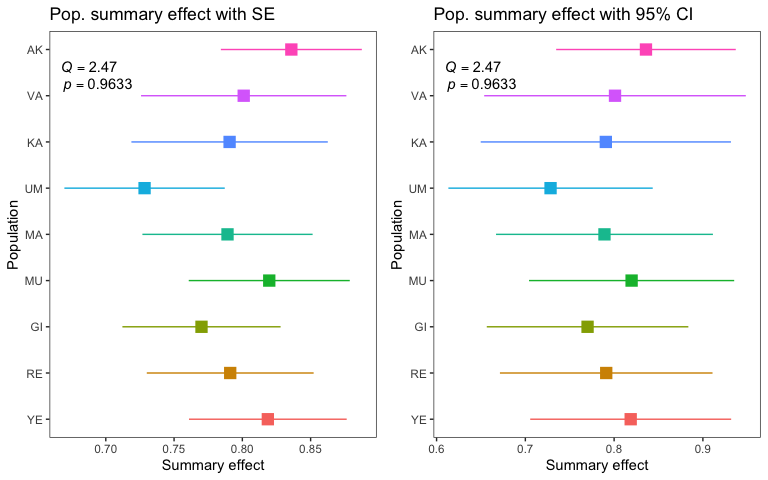 Pop. summary effect with SE
Q = 2.47
p = 0.9633
AK
VA
KA
UM
MA
MU
GI
RE
YE
Population
0.70 0.75 0.80 0.85
Summary effect
Pop. summary effect with 95% CI
Q = 2.47
p = 0.9633
AK
VA
KA
UM
MA
MU
GI
RE
YE
Population
0.6 0.7 0.8 0.9
Summary effect